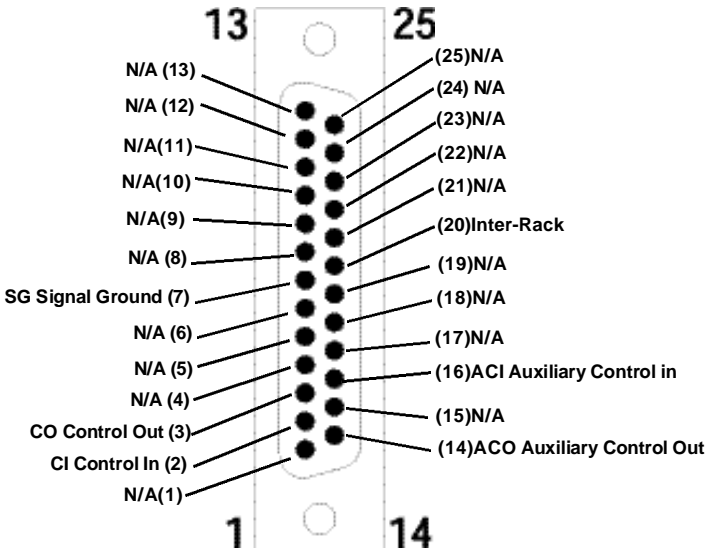 13
25
N/A (13)
(25)N/A
N/A (12)
(24) N/A
N/A(11)
(23)N/A
N/A(10)
(22)N/A
N/A(9)
(21)N/A
N/A (8)
(20)Inter-Rack
SG Signal Ground (7)
(19)N/A
N/A (6)
(18)N/A
N/A (5)
(17)N/A
N/A (4)
(16)ACI Auxiliary Control in
CO Control Out (3)
(15)N/A
CI Control In (2)
(14)ACO Auxiliary Control Out
N/A(1)
1
14